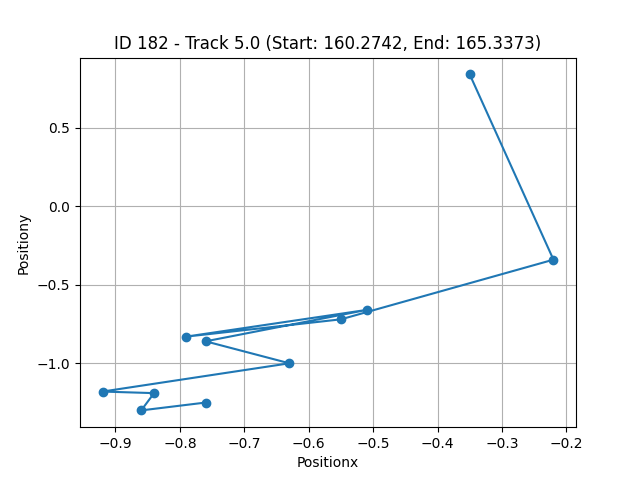 ID 182 - Track 5.0 (Start: 160.2742, End: 165.3373)
Positiony
0.5
0.0
−0.5
−1.0
−0.9 −0.8 −0.7 −0.6 −0.5 −0.4 −0.3 −0.2
Positionx